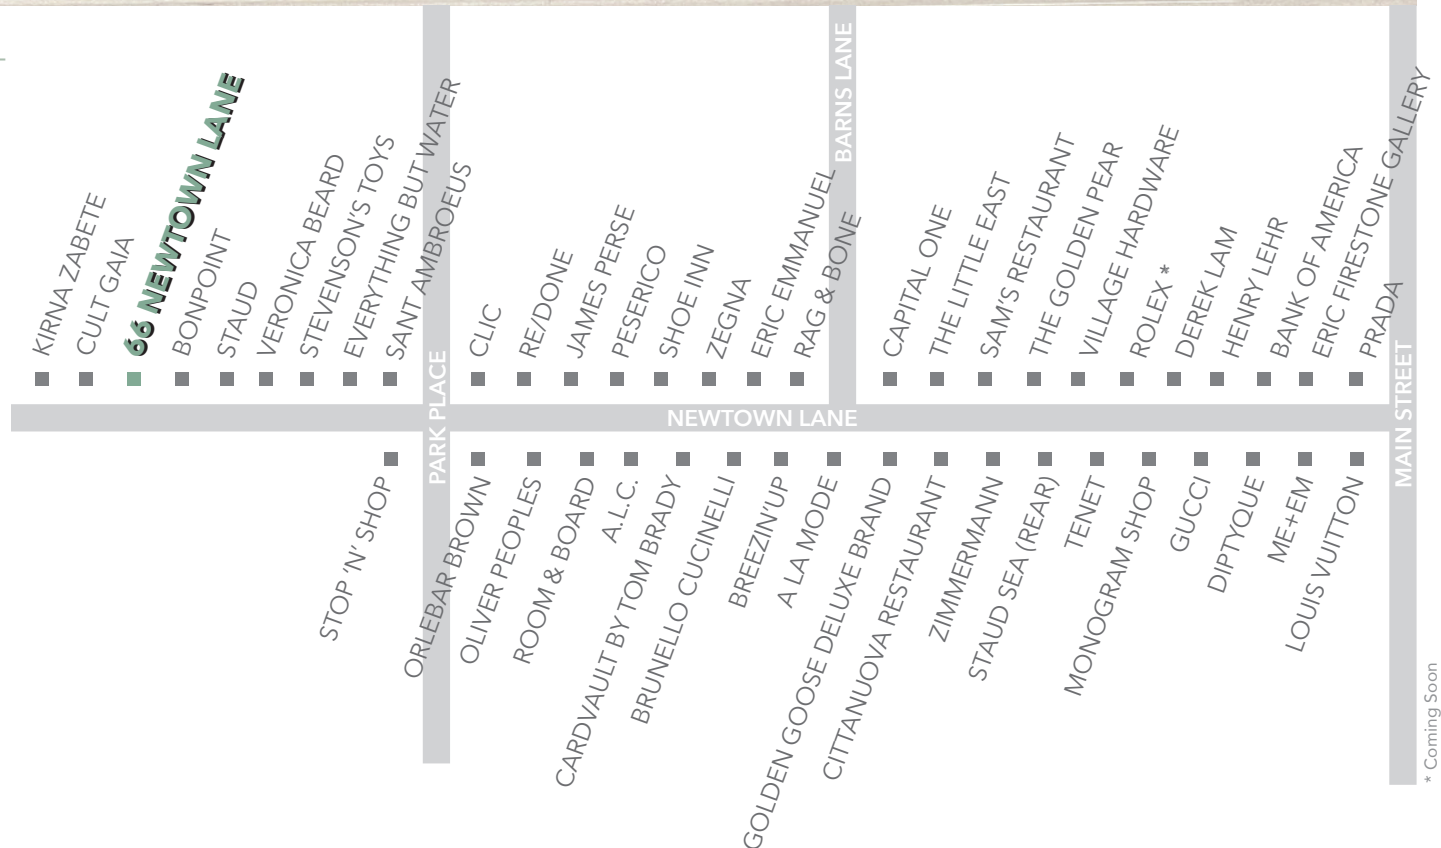 KIRNA ZABETE
CULT GAIA
66 NEWTOWN LANE
BONPOINT
STAUD
VERONICA BEARD
STEVENSON'S TOYS
EVERYTHING BUT WATER
SANT AMBROEUS
PARK PLACE
CLIC
RE/DONE
JAMES PERSE
PESERICO
SHOE INN
ZEGNA
ERIC EMMANUEL
RAG & BONE
BARNS LANE
CAPITAL ONE
THE LITTLE EAST
SAM'S RESTAURANT
THE GOLDEN PEAR
VILLAGE HARDWARE
ROLEX *
DEREK LAM
HENRY LEHR
BANK OF AMERICA
ERIC FIRESTONE GALLERY
PRADA
MAIN STREET
NEWTOWN LANE
STOP 'N' SHOP
ORLEBAR BROWN
OLIVER PEOPLES
ROOM & BOARD
A.L.C.
CARDVAULT BY TOM BRADY
BRUNELLO CUCINELLI
BREEZIN'UP
A LA MODE
GOLDEN GOOSE DELUXE BRAND
CITTANUOVA RESTAURANT
ZIMMERMANN
STAUD SEA (REAR)
TENET
MONOGRAM SHOP
GUCCI
DIPTYQUE
ME+EM
LOUIS VUITTON
* Coming Soon